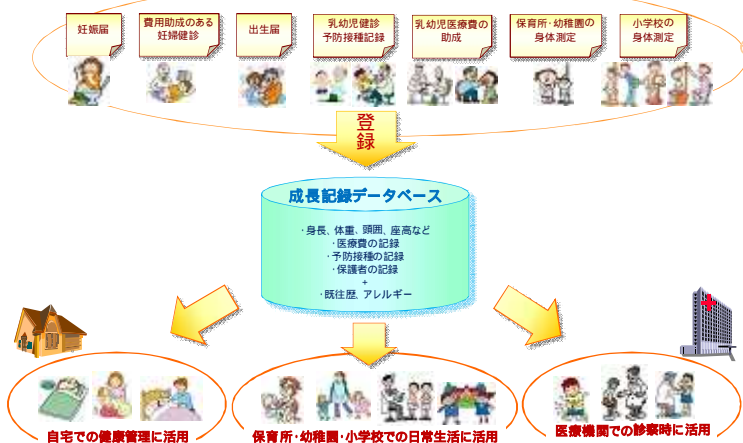 妊娠届
費用助成のある
妊婦健診
出生届
乳幼児健診
予防接種記録
乳幼児医療費の
助成
保育所・幼稚園の
身体測定
小学校の
身体測定
登
録
成長記録データベース
・身長、体重、頭囲、座高など
・医療費の記録
・予防接種の記録
・保護者の記録
+
・既往歴、アレルギー
自宅での健康管理に活用
保育所・幼稚園・小学校での日常生活に活用
医療機関での診察時に活用